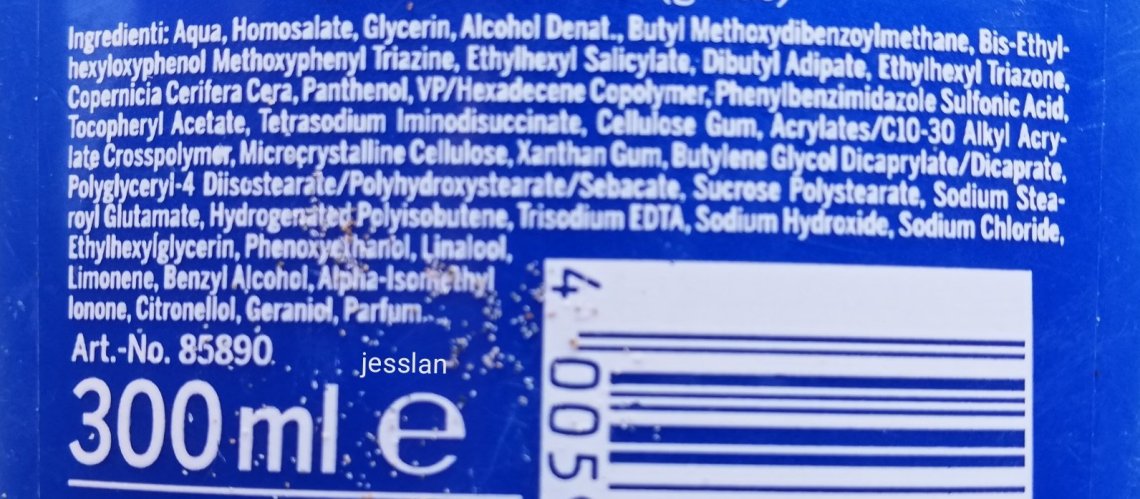 Ingredienti: Aqua, Homosalate, Glycerin, Alcohol Denat., Butyl Methoxydibenzoylmethane, Bis-Ethyl-
hexyloxyphenol Methoxyphenyl Triazine, Ethylhexyl Salicylate, Dibutyl Adipate, Ethylhexyl Triazone,
Copernicia Cerifera Cera, Panthenol, VP/Hexadecene Copolymer, Phenylbenzimidazole Sulfonic Acid,
Tocopheryl Acetate, Tetrasodium Iminodisuccinate, Cellulose Gum, Acrylates/C10-30 Alkyl Acry-
late Crosspolymer, Microcrystalline Cellulose, Xanthan Gum, Butylene Glycol Dicaprylate/Dicaprate,
Polyglyceryl-4 Diisostearate/Polyhydroxystearate/Sebacate, Sucrose Polystearate, Sodium Stea-
royl Glutamate, Hydrogenated Polyisobutene, Trisodium EDTA, Sodium Hydroxide, Sodium Chloride,
Ethylhexylglycerin, Phenoxyethanol, Linalool,
Limonene, Benzyl Alcohol, Alpha-Isomethyl
Ionone, Citronellol, Geraniol, Parfum.
Art.-No. 85890
jesslan
300 ml e
4 005